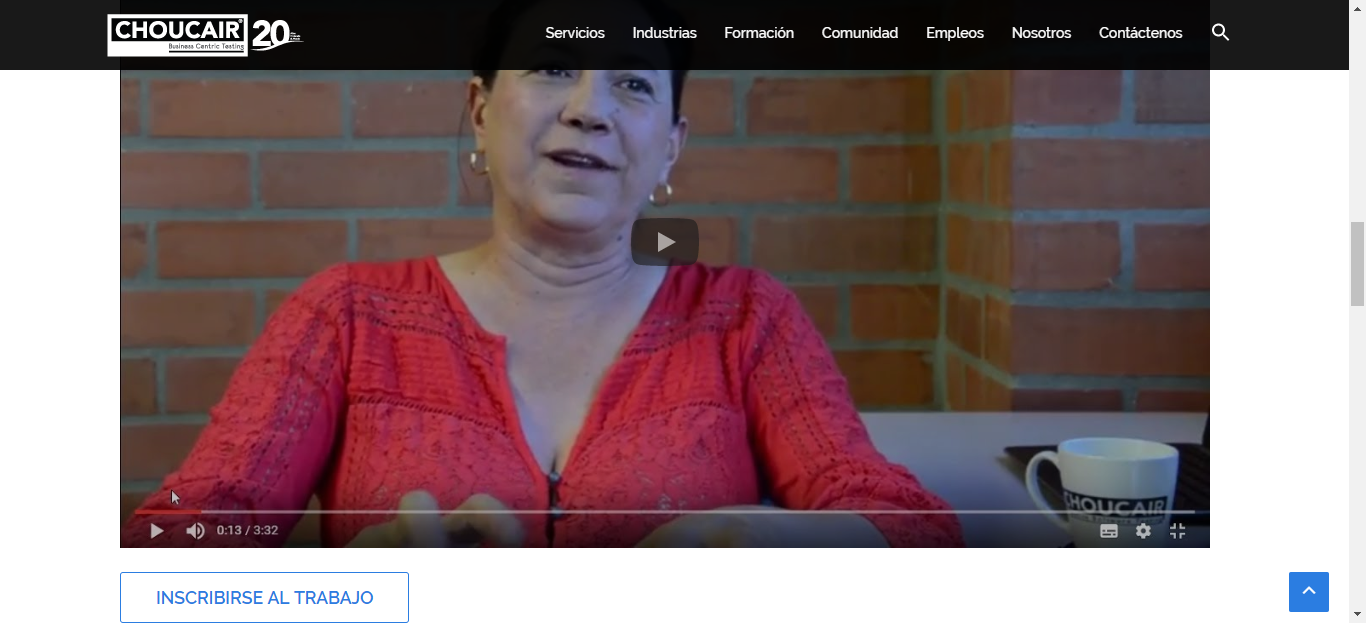 CHOUCAIR
Business Centric Testing
20
Servicios Industrias Formación Comunidad Empleos Nosotros Contáctenos
CHOUCAIR
0:13 / 3:32
INSCRIBIRSE AL TRABAJO